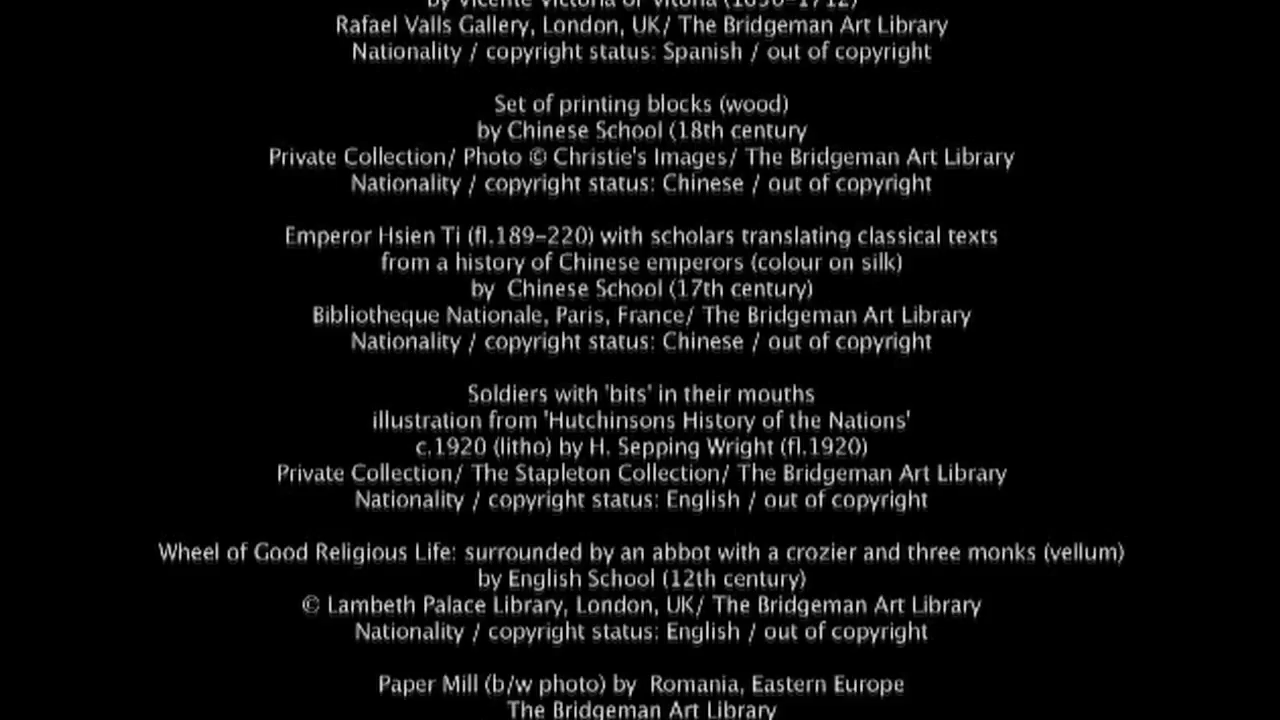 by Vicente Victoria or Vitoria (1650-1712)
Rafael Valls Gallery, London, UK/ The Bridgeman Art Library
Nationality / copyright status: Spanish / out of copyright
Set of printing blocks (wood)
by Chinese School (18th century
Private Collection/ Photo © Christie's Images/ The Bridgeman Art Library
Nationality / copyright status: Chinese / out of copyright
Emperor Hsien Ti (fl.189-220) with scholars translating classical texts
from a history of Chinese emperors (colour on silk)
by Chinese School (17th century)
Bibliotheque Nationale, Paris, France/ The Bridgeman Art Library
Nationality / copyright status: Chinese / out of copyright
Soldiers with 'bits' in their mouths
illustration from 'Hutchinsons History of the Nations'
c.1920 (litho) by H. Sepping Wright (fl.1920)
Private Collection/ The Stapleton Collection/ The Bridgeman Art Library
Nationality / copyright status: English / out of copyright
Wheel of Good Religious Life: surrounded by an abbot with a crozier and three monks (vellum)
by English School (12th century)
© Lambeth Palace Library, London, UK/ The Bridgeman Art Library
Nationality / copyright status: English / out of copyright
Paper Mill (b/w photo) by Romania, Eastern Europe
The Bridgeman Art Library